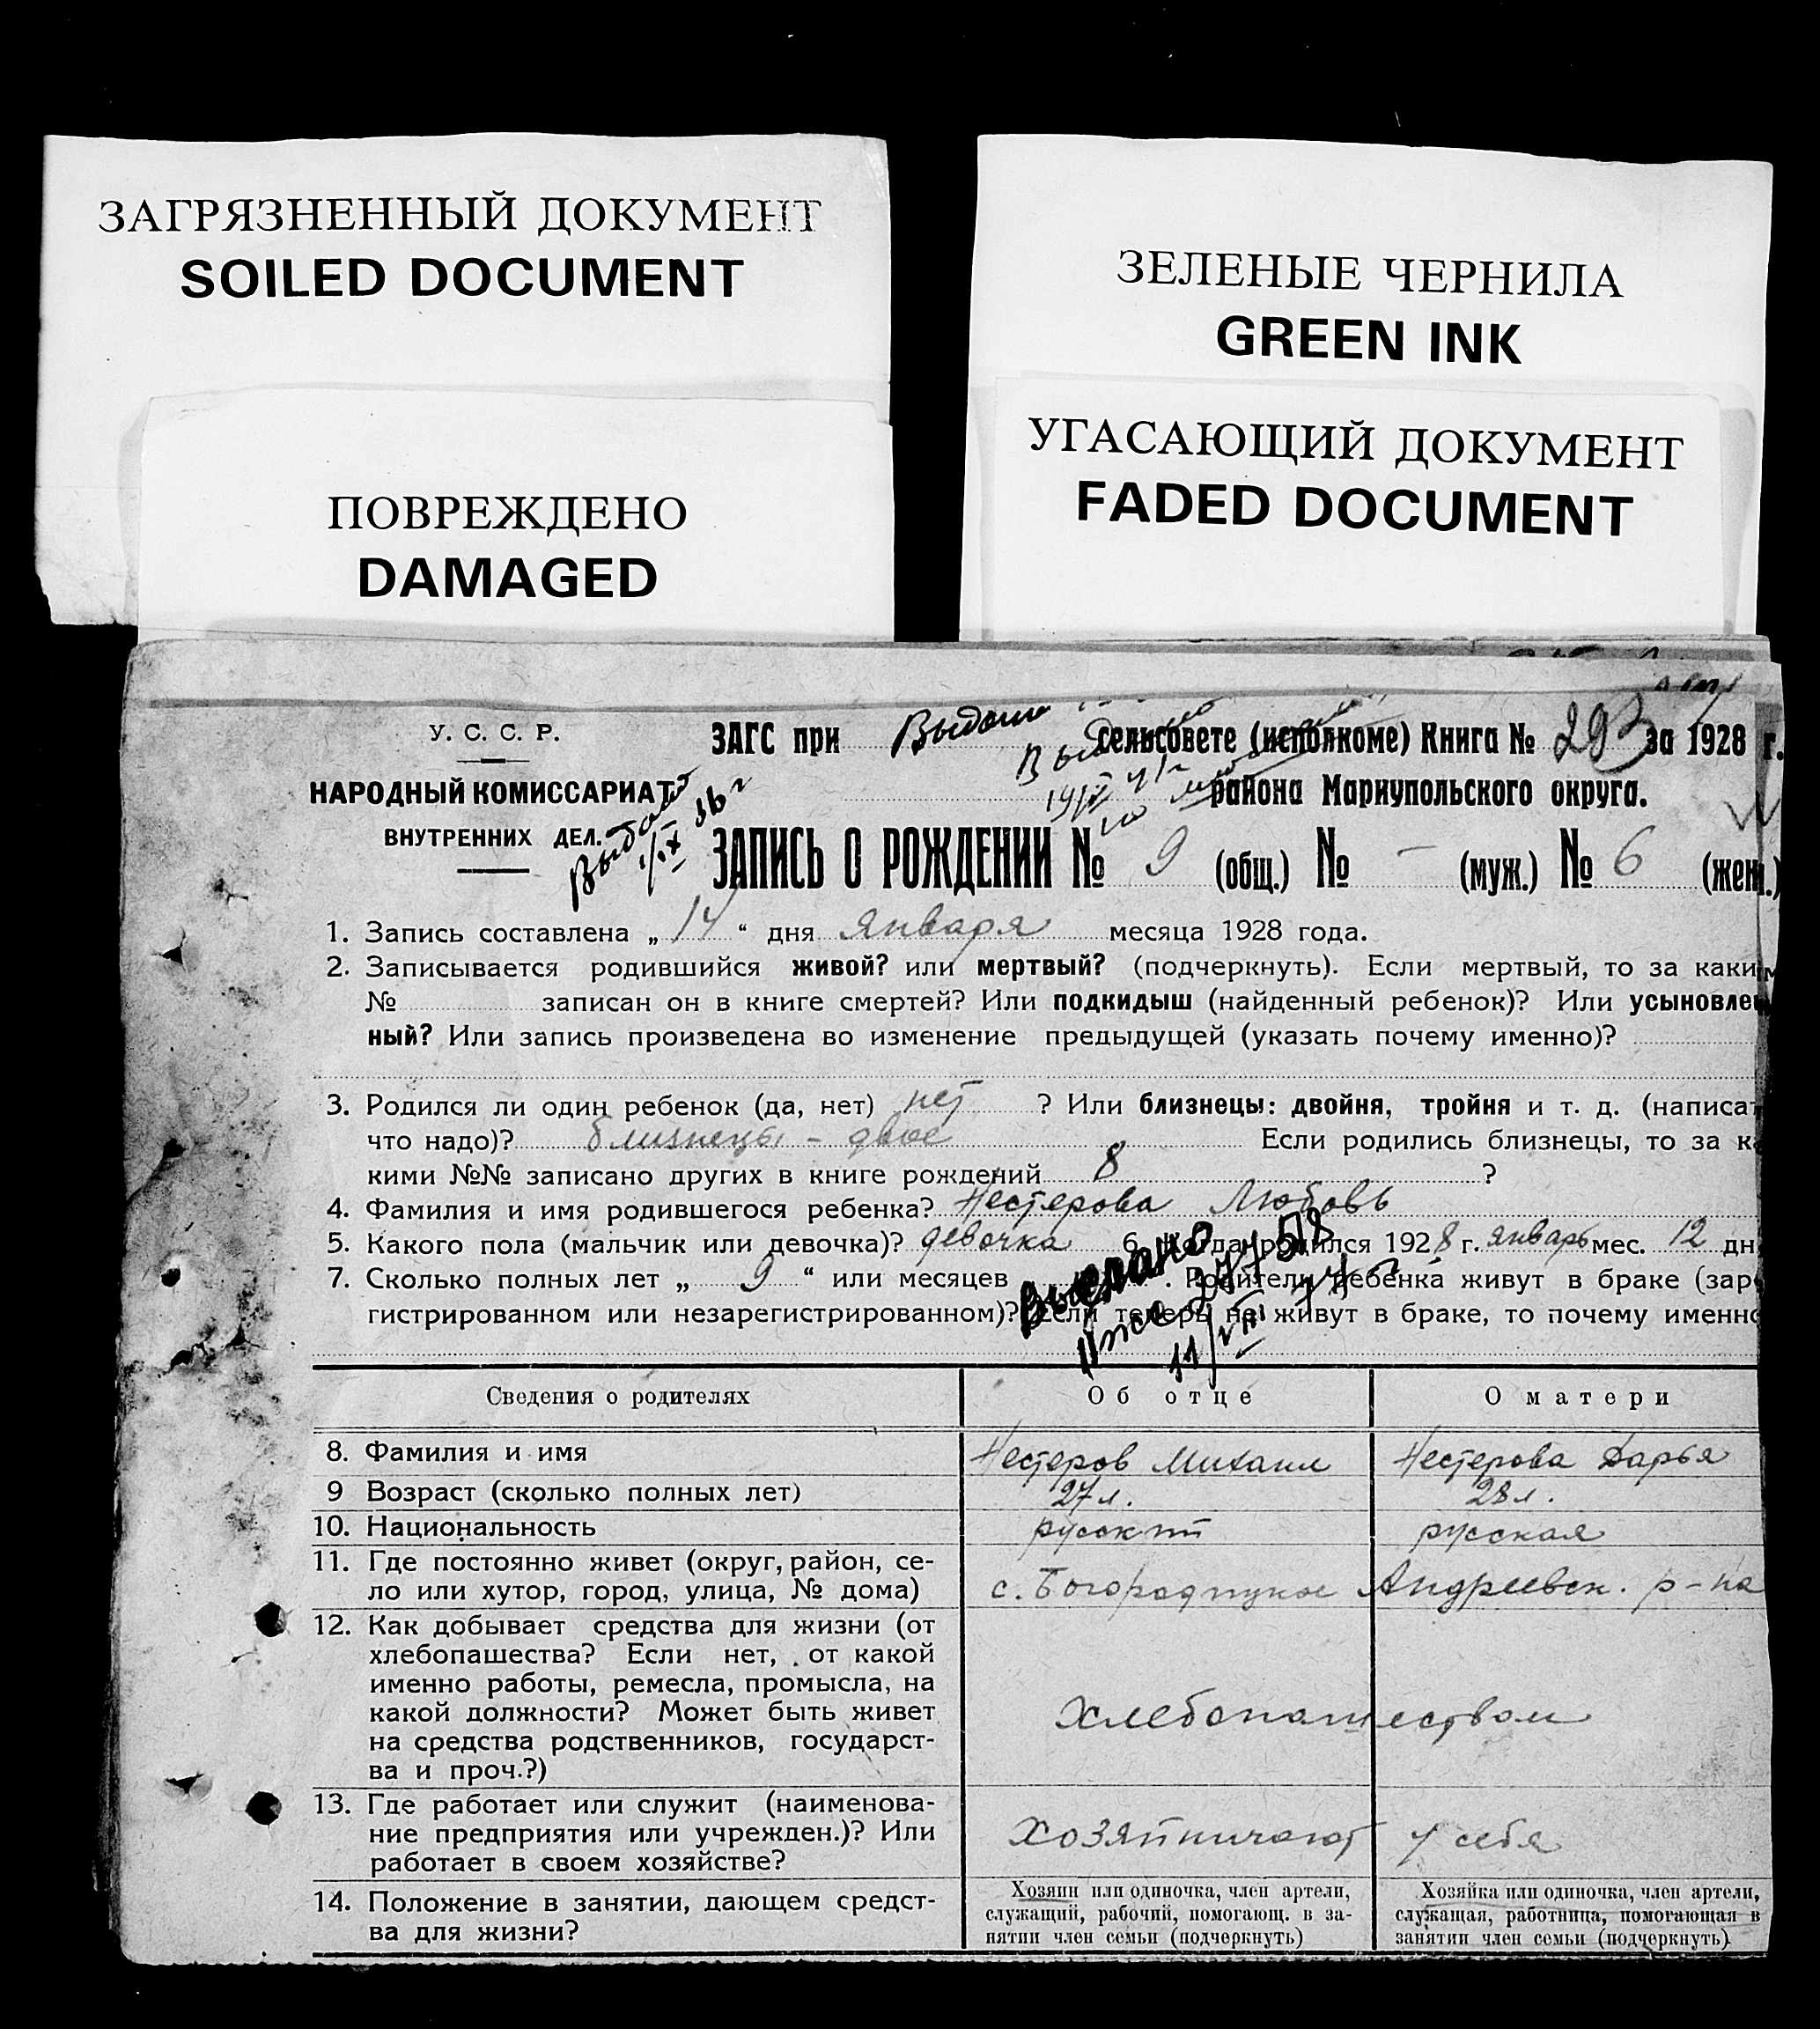 ЗАГРЯЗНЕННЫЙ ДОКУМЕНТ
SOILED DOCUMENT
ЗЕЛЕНЫЕ ЧЕРНИЛА
GREEN INK
ПОВРЕЖДЕНО
DAMAGED
УГАСАЮЩИЙ ДОКУМЕНТ
FADED DOCUMENT
У. С. С. Р.
НАРОДНЫЙ КОМИССАРИАТ
ВНУТРЕННИХ ДЕЛ.
ЗАГС при сельсовете (исполкоме) Книга № 293 за 1928 г.
района Мариупольского округа.
ЗАПИСЬ О РОЖДЕНИИ № 9 (общ.) № – (муж.) № 6 (жен.)
1. Запись составлена „ 14 “ дня января месяца 1928 года.
2. Записывается родившийся живой? или мертвый? (подчеркнуть). Если мертвый, то за каким
№ записан он в книге смертей? Или подкидыш (найденный ребенок)? Или усыновлен
ный? Или запись произведена во изменение предыдущей (указать почему именно)?
3. Родился ли один ребенок (да, нет) нет ? Или близнецы: двойня, тройня и т. д. (написат
что надо)? близнецы – двое Если родились близнецы, то за ка
кими №№ записано других в книге рождений 8 ?
4. Фамилия и имя родившегося ребенка? Нестерова Любовь
5. Какого пола (мальчик или девочка)? девочка 6. Когда родился 1928 г. январь мес. 12 дн
7. Сколько полных лет „ 9 “ или месяцев . Родители ребенка живут в браке (заре
гистрированном или незарегистрированном)? Если теперь не живут в браке, то почему именно
Выдано
11/VIII
Сведения о родителях Об отце О матери
8. Фамилия и имя Нестеров Михаил Нестерова Дарья
9 Возраст (сколько полных лет) 27 л. 28 л.
10. Национальность русский русская
11. Где постоянно живет (округ, район, се-
ло или хутор, город, улица, № дома) с. Богородицкое Андреевск. р-на
12. Как добывает средства для жизни (от
хлебопашества? Если нет, от какой
именно работы, ремесла, промысла, на
какой должности? Может быть живет
на средства родственников, государст-
ва и проч.?)
хлебопашеством
13. Где работает или служит (наименова-
ние предприятия или учрежден.)? Или
работает в своем хозяйстве?
хозяйничают у себя
14. Положение в занятии, дающем средст-
ва для жизни?
Хозяин или одиночка, член артели,
служащий, рабочий, помогающ. в за-
нятии член семьи (подчеркнуть)
Хозяйка или одиночка, член артели,
служащая, работница, помогающая в
занятии член семьи (подчеркнуть)